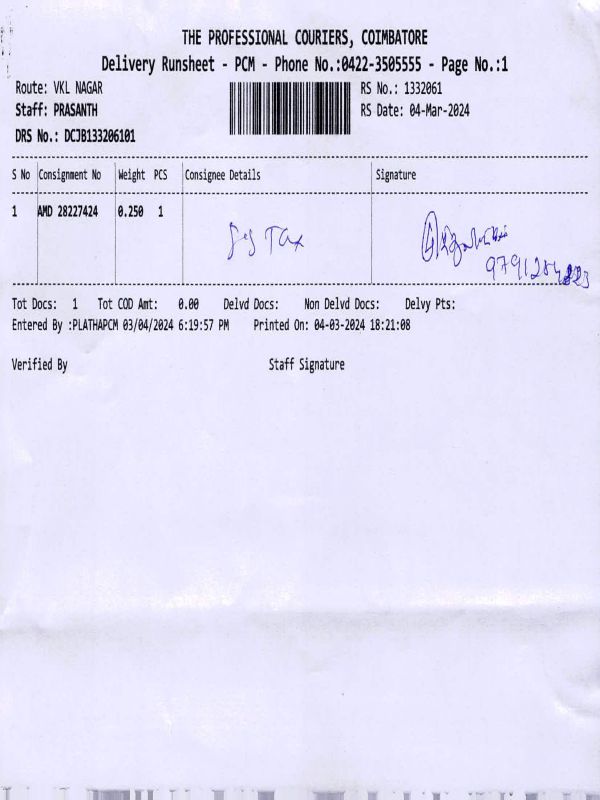 THE PROFESSIONAL COURIERS, COIMBATORE
Delivery Runsheet - PCM - Phone No.:0422-3505555 - Page No.:1
Route: VKL NAGAR RS No.: 1332061
Staff: PRASANTH RS Date: 04-Mar-2024
DRS No.: DCJB133206101
S No Consignment No Weight PCS Consignee Details Signature
1 AMD 28227424 0.250 1
Tax
Tot Docs: 1 Tot COD Amt: 0.00 Delvd Docs: Non Delvd Docs: Delvy Pts:
Entered By :PLATHAPCM 03/04/2024 6:19:57 PM Printed On: 04-03-2024 18:21:08
Verified By Staff Signature